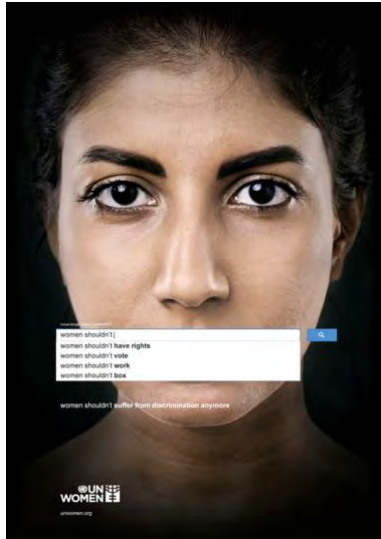 women shouldn't
women shouldn't have rights
women shouldn't vote
women shouldn't work
women shouldn't box
women shouldn't suffer from discrimination anymore
UN
WOMEN
unwomen.org